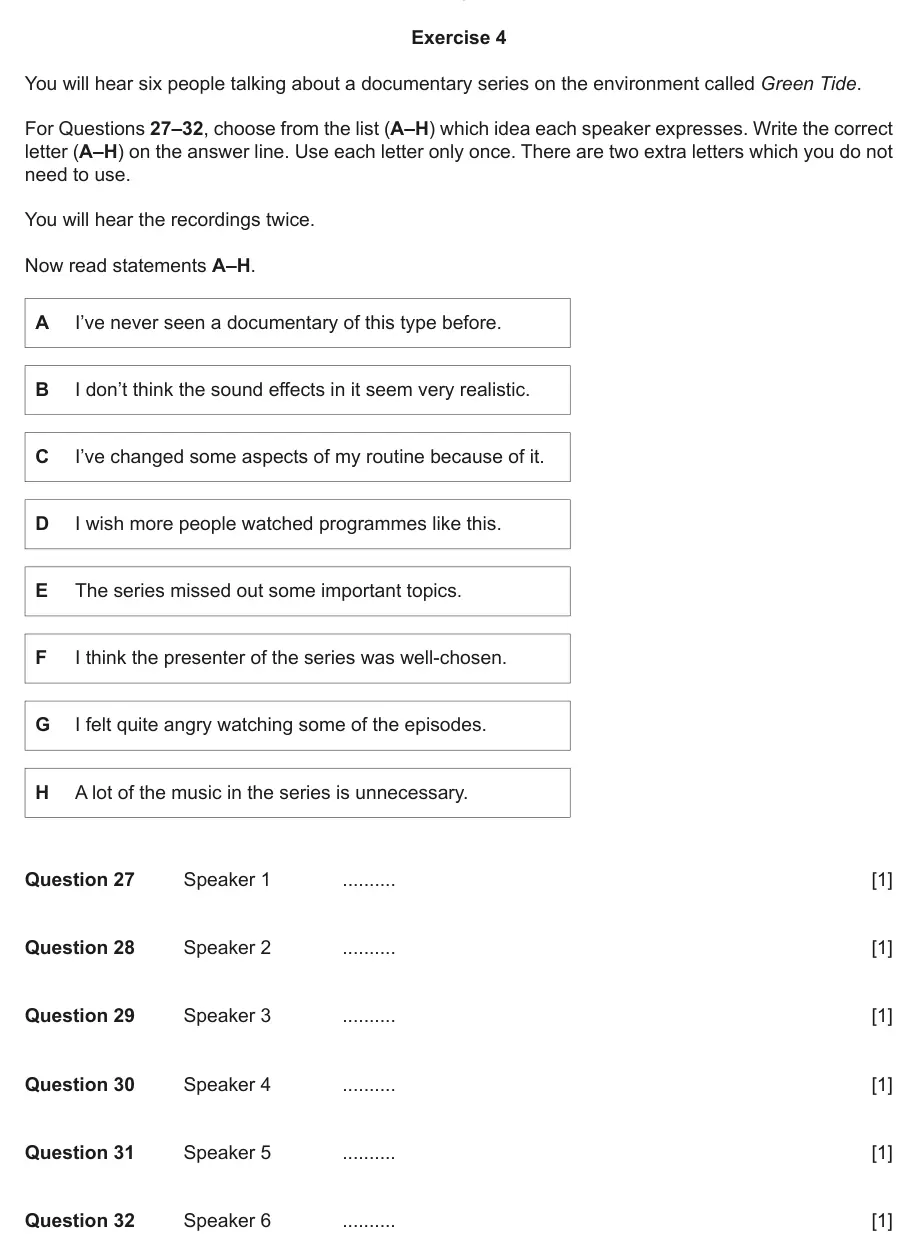 Exercise 4
You will hear six people talking about a documentary series on the environment called Green Tide.
For Questions 27–32, choose from the list (A–H) which idea each speaker expresses. Write the correct
letter (A–H) on the answer line. Use each letter only once. There are two extra letters which you do not
need to use.
You will hear the recordings twice.
Now read statements A–H.
A I've never seen a documentary of this type before.
B I don't think the sound effects in it seem very realistic.
C I've changed some aspects of my routine because of it.
D I wish more people watched programmes like this.
E The series missed out some important topics.
F I think the presenter of the series was well-chosen.
G I felt quite angry watching some of the episodes.
H A lot of the music in the series is unnecessary.
Question 27 Speaker 1 .......... [1]
Question 28 Speaker 2 .......... [1]
Question 29 Speaker 3 .......... [1]
Question 30 Speaker 4 .......... [1]
Question 31 Speaker 5 .......... [1]
Question 32 Speaker 6 .......... [1]